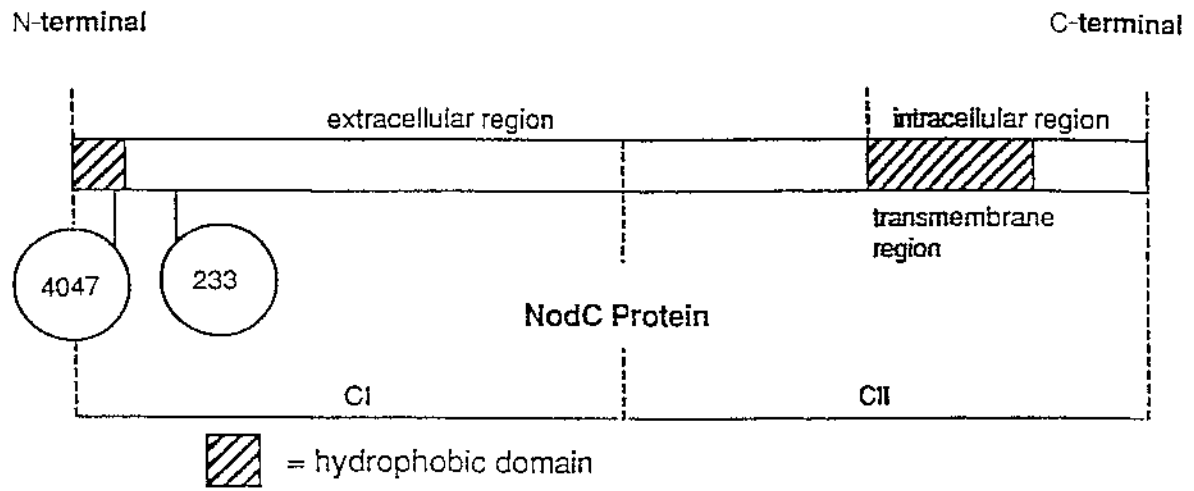 N-terminal
C-terminal
extracellular region
intracellular region
transmembrane
region
4047
233
NodC Protein
CI
CII
= hydrophobic domain